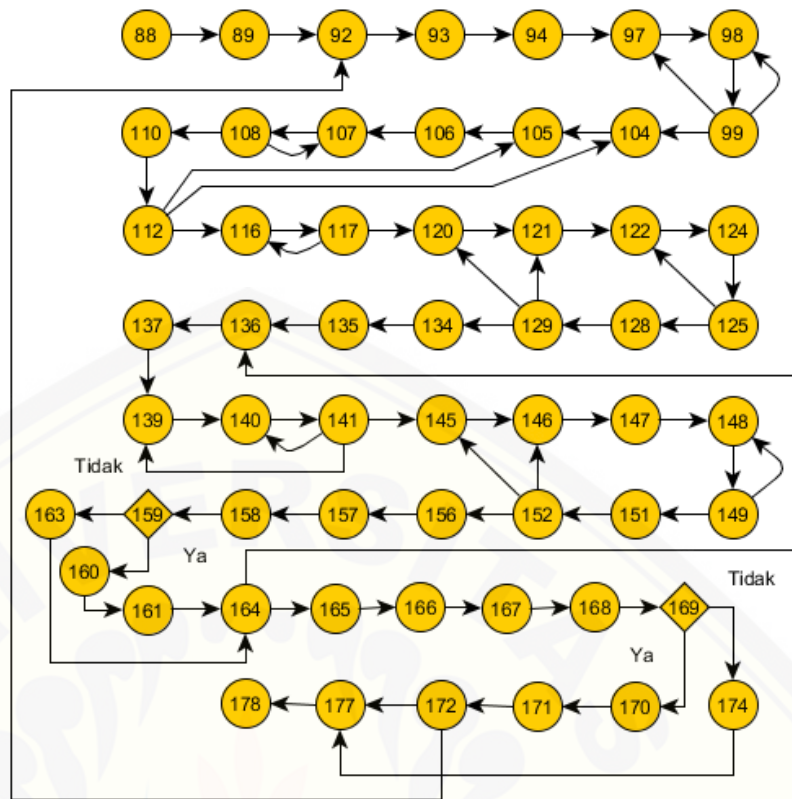 88 89 92 93 94 97 98
110 108 107 106 105 104 99
112 116 117 120 121 122 124
137 136 135 134 129 128 125
139 140 141 145 146 147 148
Tidak
163 159 158 157 156 152 151 149
Ya
160
Tidak
161 164 165 166 167 168 169
Ya
178 177 172 171 170 174